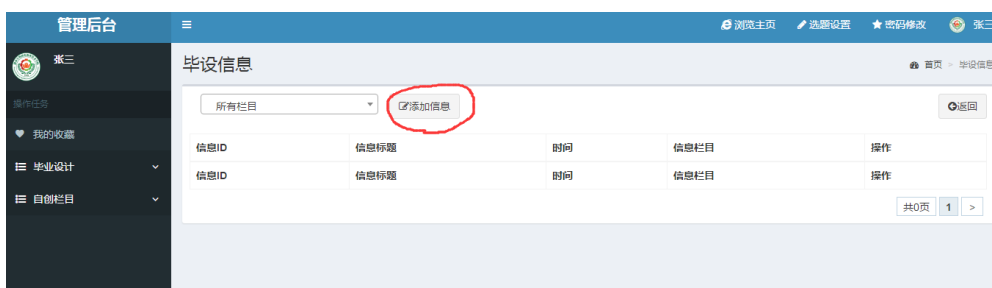 管理后台 浏览主页 选题设置 密码修改 张三
张三
毕设信息 首页 > 毕设信息
操作任务
所有栏目 添加信息 返回
我的收藏
信息ID 信息标题 时间 信息栏目 操作
毕业设计
信息ID 信息标题 时间 信息栏目 操作
自创栏目
共0页 1 >